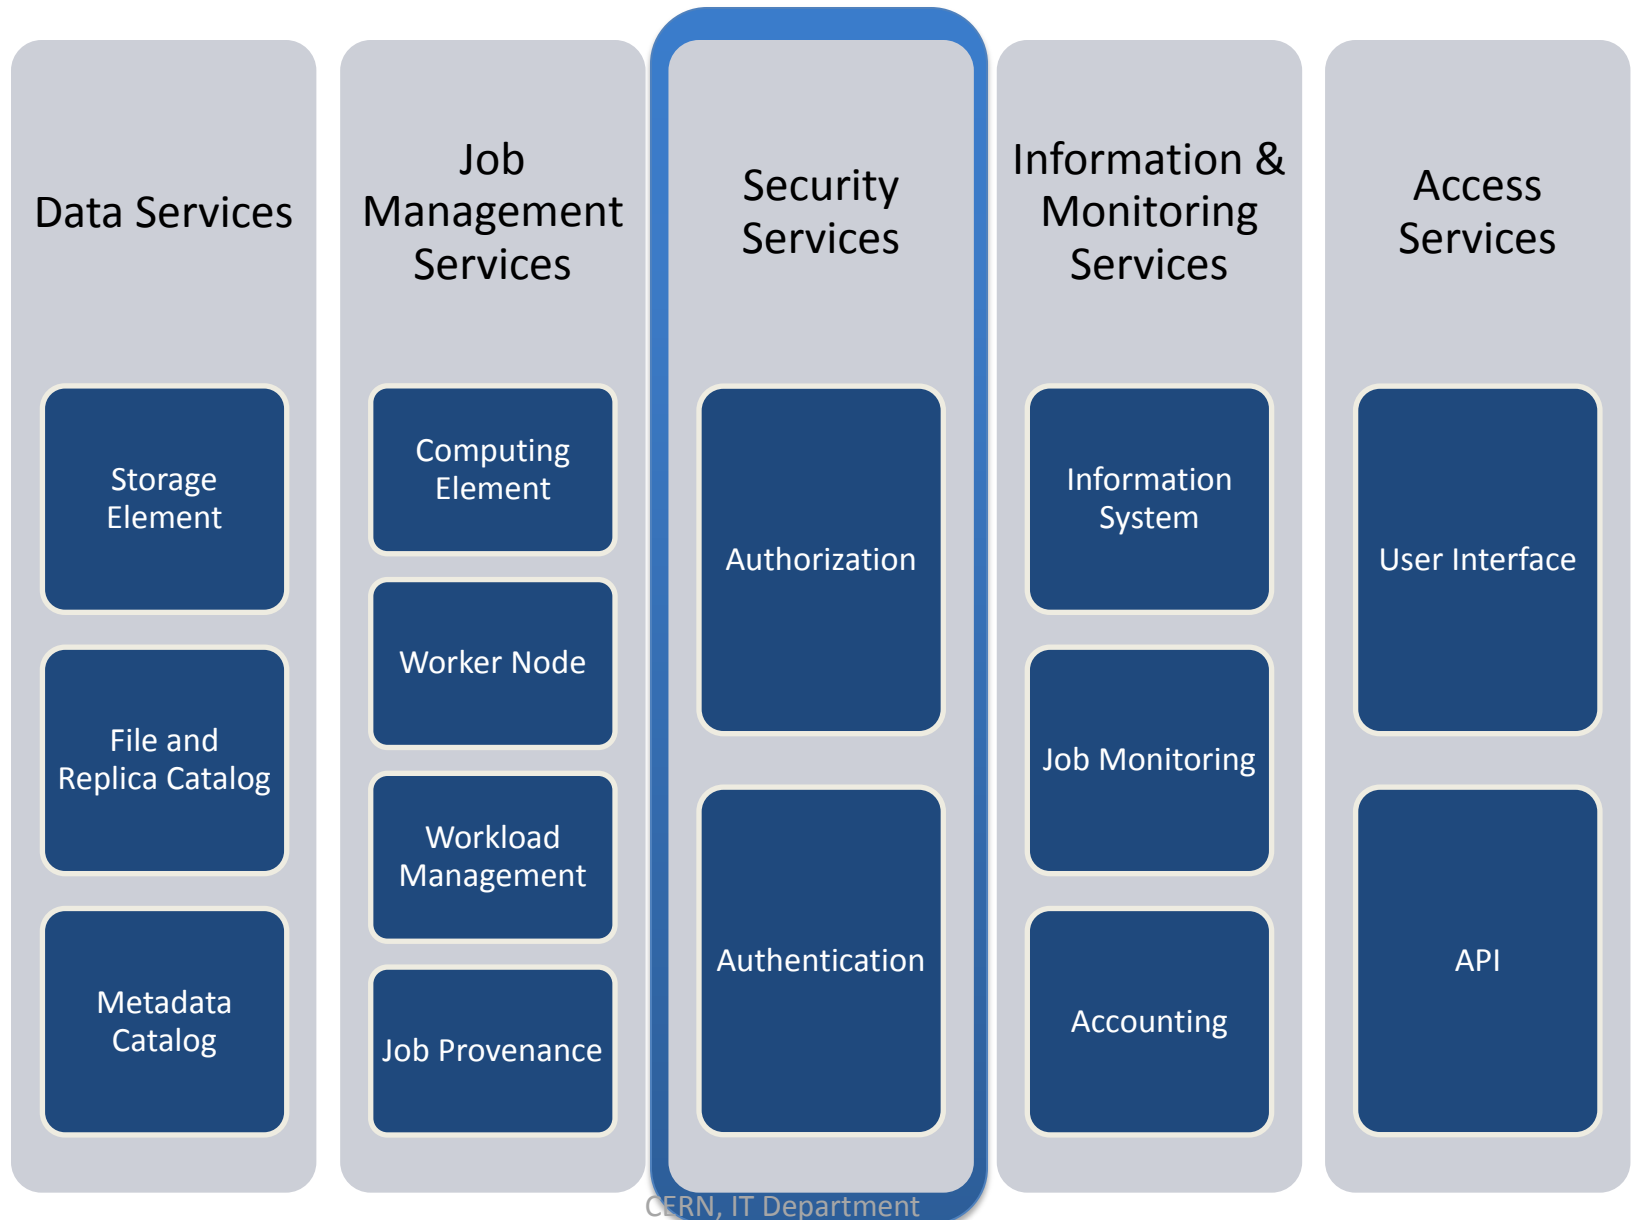 Data Services
Storage
Element
File and
Replica Catalog
Metadata
Catalog
Job
Management
Services
Computing
Element
Worker Node
Workload
Management
Job Provenance
Security
Services
Authorization
Authentication
Information &
Monitoring
Services
Information
System
Job Monitoring
Accounting
Access
Services
User Interface
API
CERN, IT Department